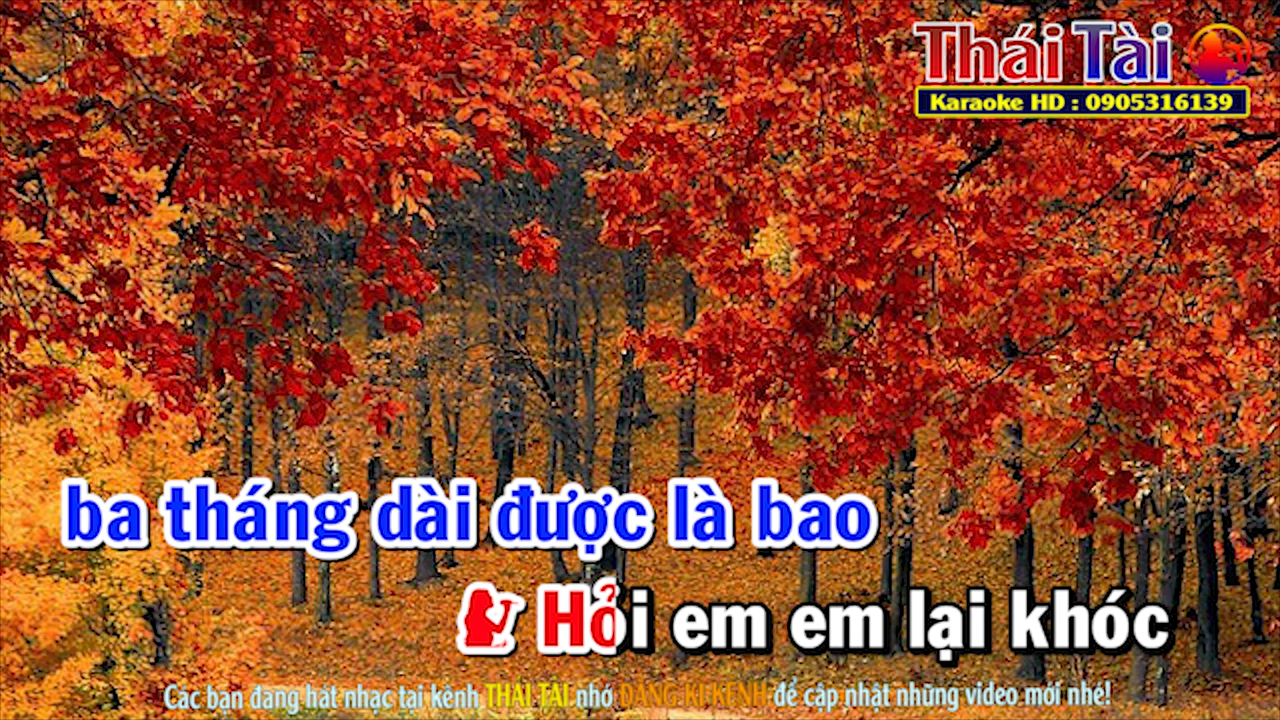 Thái Tài
Karaoke HD : 0905316139
ba tháng dài được là bao
Hỏi em em lại khóc
Các bạn đang hát nhạc tại kênh THÁI TÀI nhớ ĐĂNG KÍ KÊNH để cập nhật những video mới nhé!